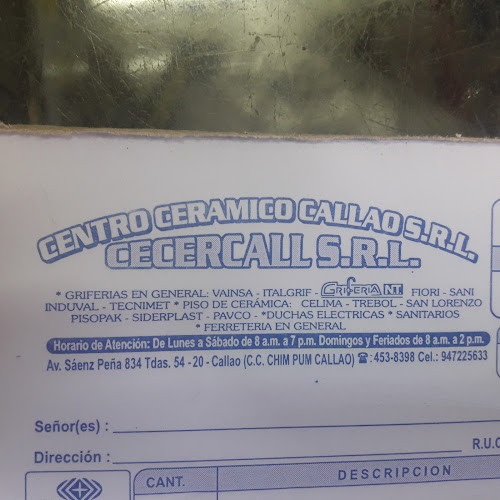 CENTRO CERAMICO CALLAO S.R.L.
CECERCALL S.R.L.
* GRIFERIAS EN GENERAL: VAINSA - ITALGRIF - GRIFERIA NT. FIORI - SANI
INDUVAL - TECNIMET * PISO DE CERÁMICA: CELIMA - TREBOL - SAN LORENZO
PISOPAK - SIDERPLAST - PAVCO - *DUCHAS ELECTRICAS * SANITARIOS
* FERRETERIA EN GENERAL
Horario de Atención: De Lunes a Sábado de 8 a.m. a 7 p.m. Domingos y Feriados de 8 a.m. a 2 p.m.
Av. Sáenz Peña 834 Tdas. 54 - 20 - Callao (C.C. CHIM PUM CALLAO) ☎: 453-8398 Cel.: 947225633
Señor(es) :
Dirección : R.U.C
CANT. DESCRIPCION